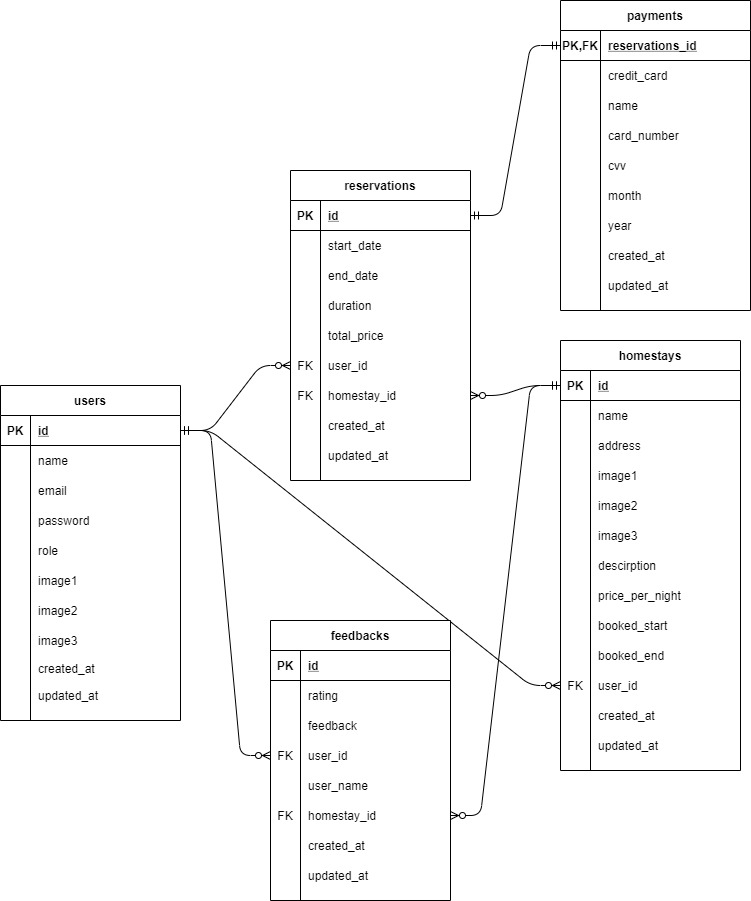 payments
PK,FK reservations_id
credit_card
name
card_number
cvv
month
year
created_at
updated_at
reservations
PK id
start_date
end_date
duration
total_price
FK user_id
FK homestay_id
created_at
updated_at
homestays
PK id
name
address
image1
image2
image3
descirption
price_per_night
booked_start
booked_end
FK user_id
created_at
updated_at
users
PK id
name
email
password
role
image1
image2
image3
created_at
updated_at
feedbacks
PK id
rating
feedback
FK user_id
user_name
FK homestay_id
created_at
updated_at